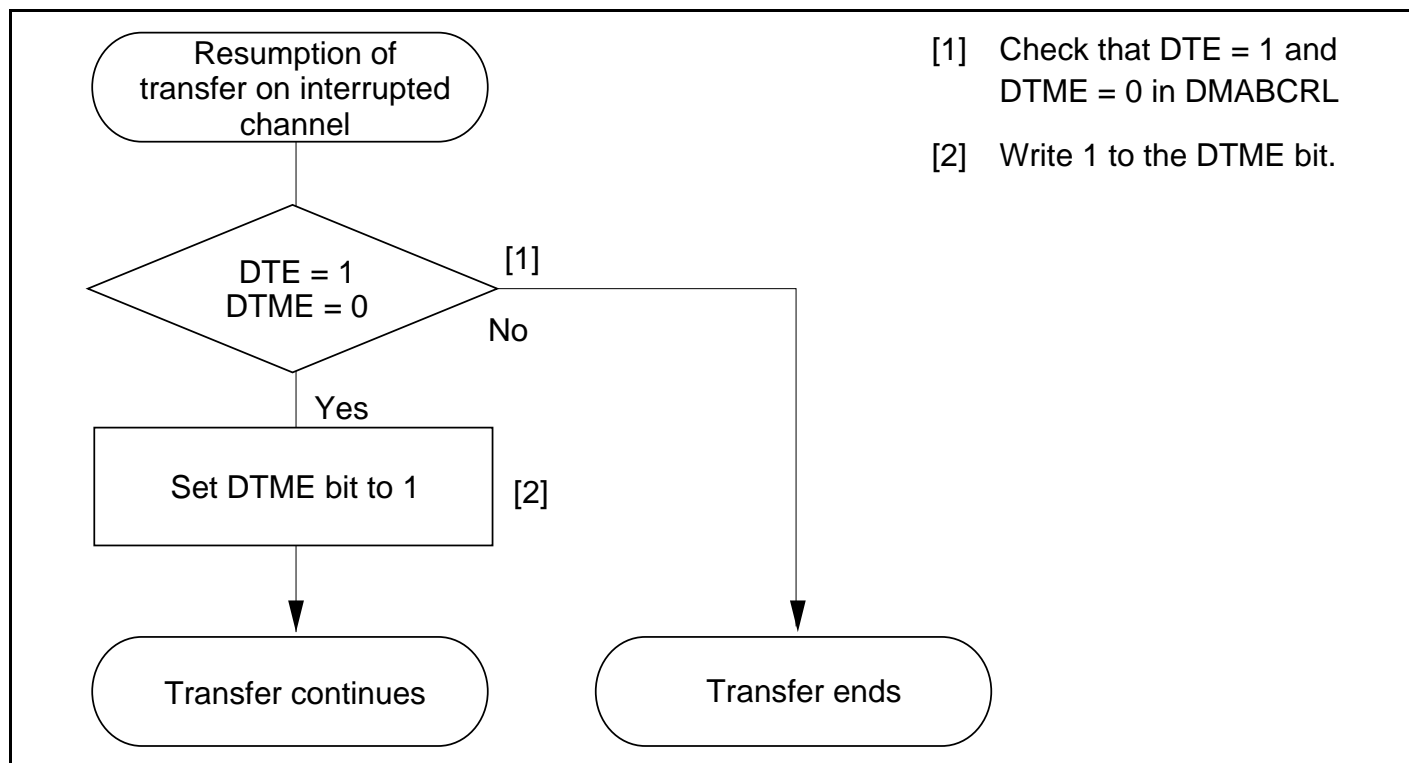 Resumption of
transfer on interrupted
channel
[1] Check that DTE = 1 and
DTME = 0 in DMABCRL
[2] Write 1 to the DTME bit.
DTE = 1
DTME = 0
[1]
No
Yes
Set DTME bit to 1
[2]
Transfer continues
Transfer ends